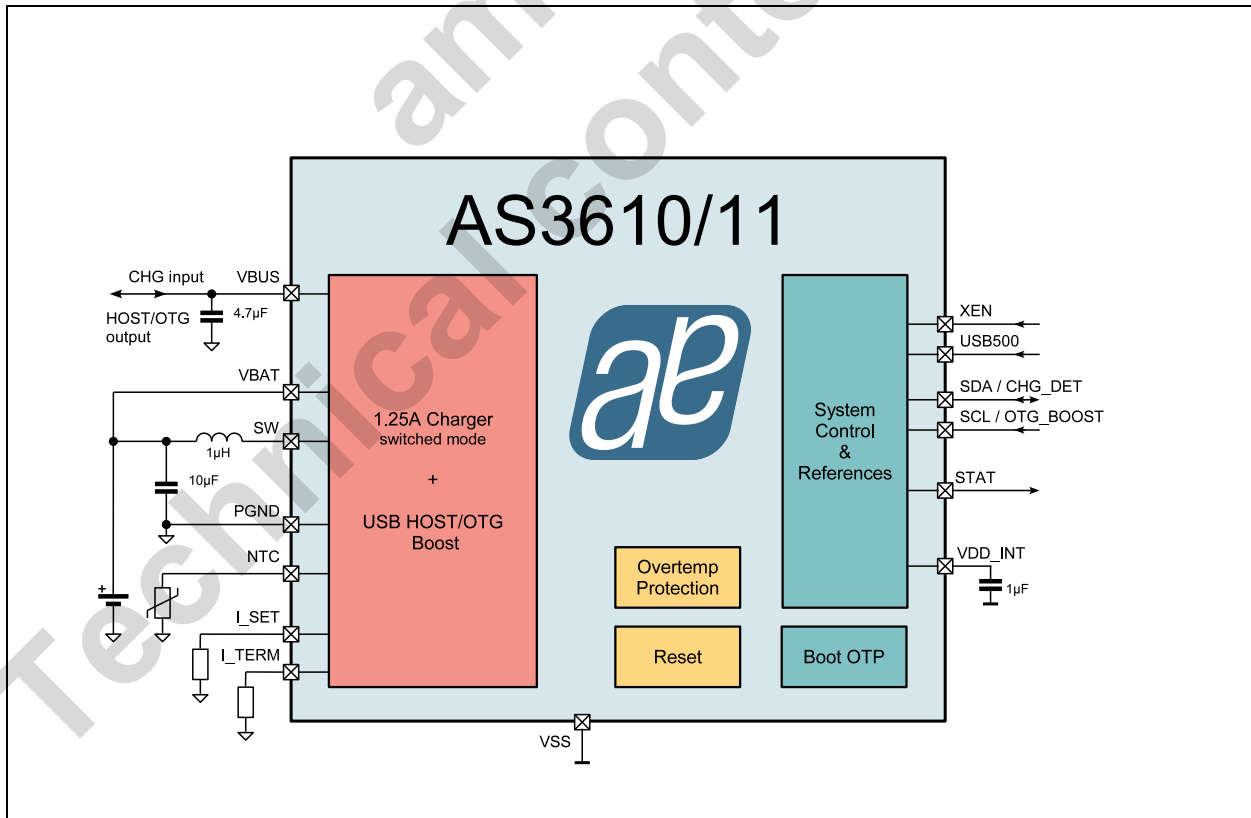 am
Technical conte
AS3610/11
CHG input
VBUS
4.7µF
HOST/OTG
output
VBAT
SW
1µH
10µF
PGND
NTC
+
I_SET
I_TERM
1.25A Charger
switched mode
+
USB HOST/OTG
Boost
ae
Overtemp
Protection
Reset
System
Control
&
References
Boot OTP
XEN
USB500
SDA / CHG_DET
SCL / OTG_BOOST
STAT
VDD_INT
1µF
VSS